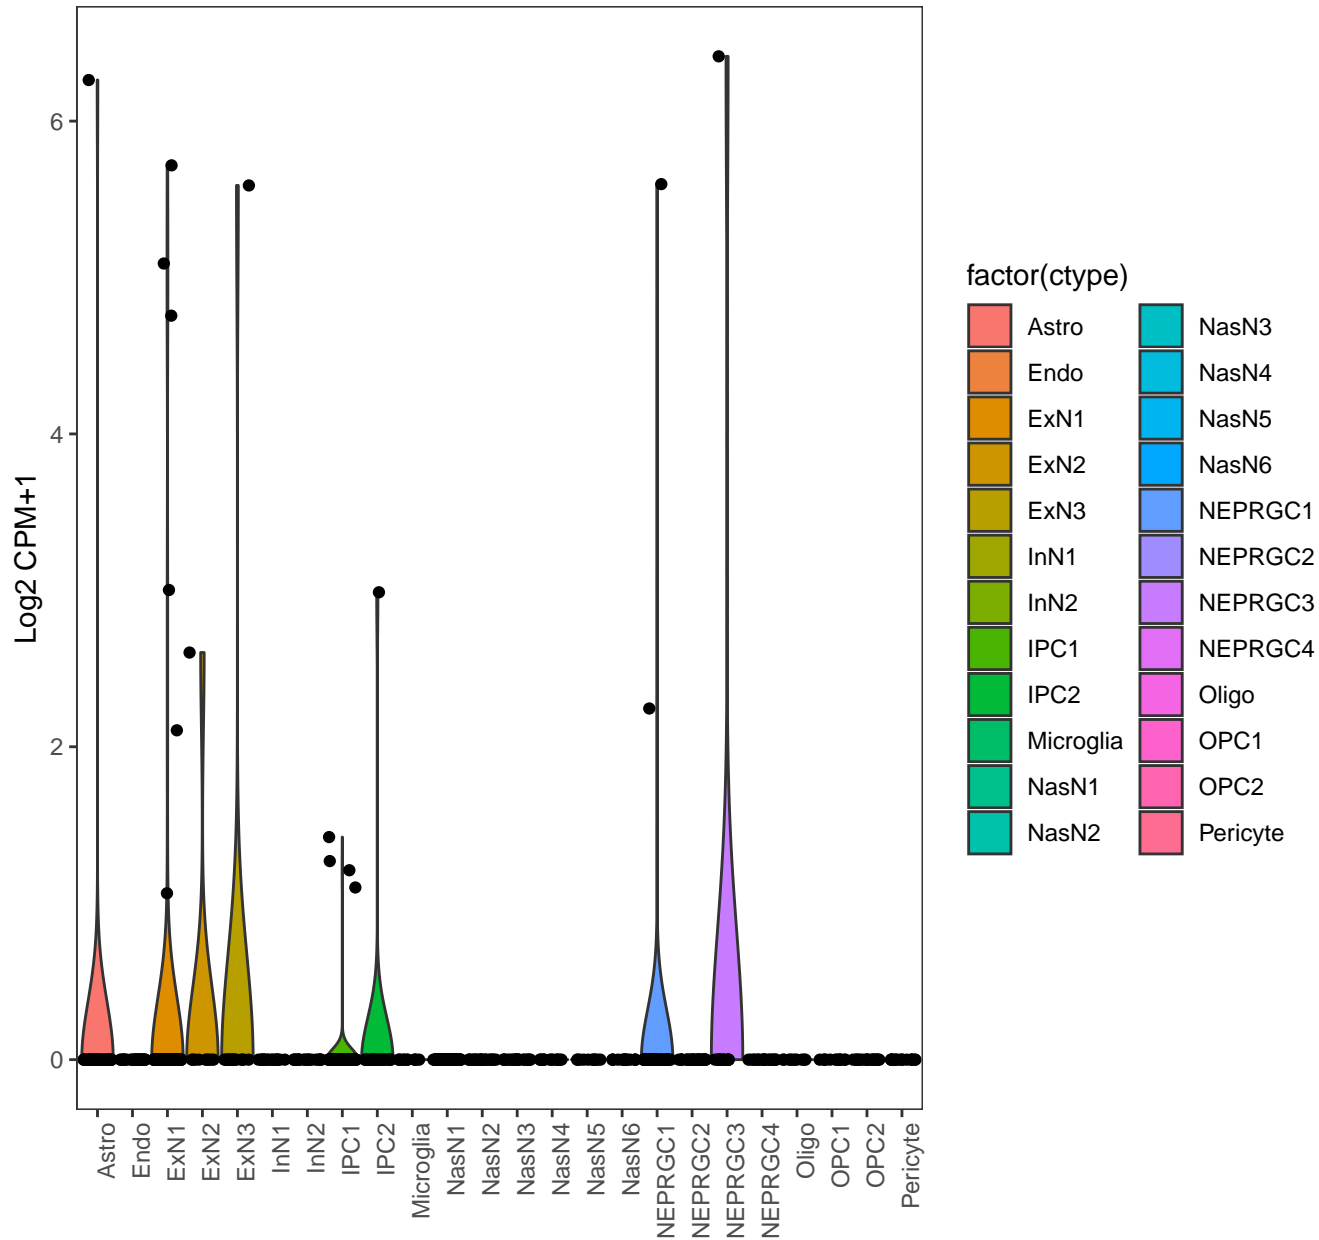 6
4
2
0
Log2 CPM+1
Astro
Endo
ExN1
ExN2
ExN3
InN1
InN2
IPC1
IPC2
Microglia
NasN1
NasN2
NasN3
NasN4
NasN5
NasN6
NEPRGC1
NEPRGC2
NEPRGC3
NEPRGC4
Oligo
OPC1
OPC2
Pericyte
factor(ctype)
Astro
Endo
ExN1
ExN2
ExN3
InN1
InN2
IPC1
IPC2
Microglia
NasN1
NasN2
NasN3
NasN4
NasN5
NasN6
NEPRGC1
NEPRGC2
NEPRGC3
NEPRGC4
Oligo
OPC1
OPC2
Pericyte